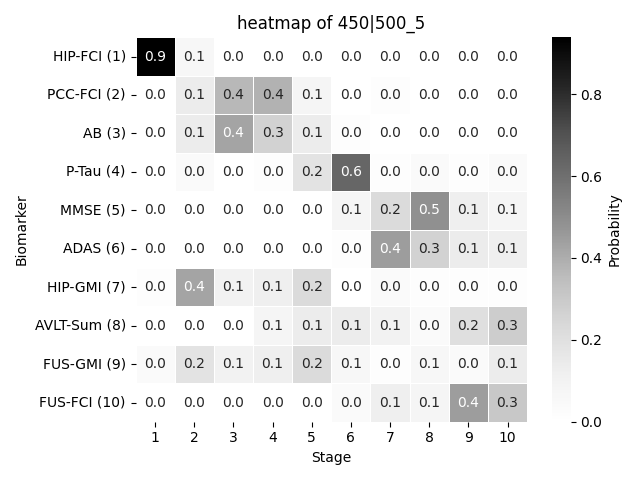 heatmap of 450|500_5
HIP-FCI (1) 0.9 0.1 0.0 0.0 0.0 0.0 0.0 0.0 0.0 0.0
PCC-FCI (2) 0.0 0.1 0.4 0.4 0.1 0.0 0.0 0.0 0.0 0.0
AB (3) 0.0 0.1 0.4 0.3 0.1 0.0 0.0 0.0 0.0 0.0
P-Tau (4) 0.0 0.0 0.0 0.0 0.2 0.6 0.0 0.0 0.0 0.0
MMSE (5) 0.0 0.0 0.0 0.0 0.0 0.1 0.2 0.5 0.1 0.1
ADAS (6) 0.0 0.0 0.0 0.0 0.0 0.0 0.4 0.3 0.1 0.1
HIP-GMI (7) 0.0 0.4 0.1 0.1 0.2 0.0 0.0 0.0 0.0 0.0
AVLT-Sum (8) 0.0 0.0 0.0 0.1 0.1 0.1 0.1 0.0 0.2 0.3
FUS-GMI (9) 0.0 0.2 0.1 0.1 0.2 0.1 0.0 0.1 0.0 0.1
FUS-FCI (10) 0.0 0.0 0.0 0.0 0.0 0.0 0.1 0.1 0.4 0.3
1 2 3 4 5 6 7 8 9 10
Stage
Biomarker
0.8
0.6
0.4
0.2
0.0
Probability